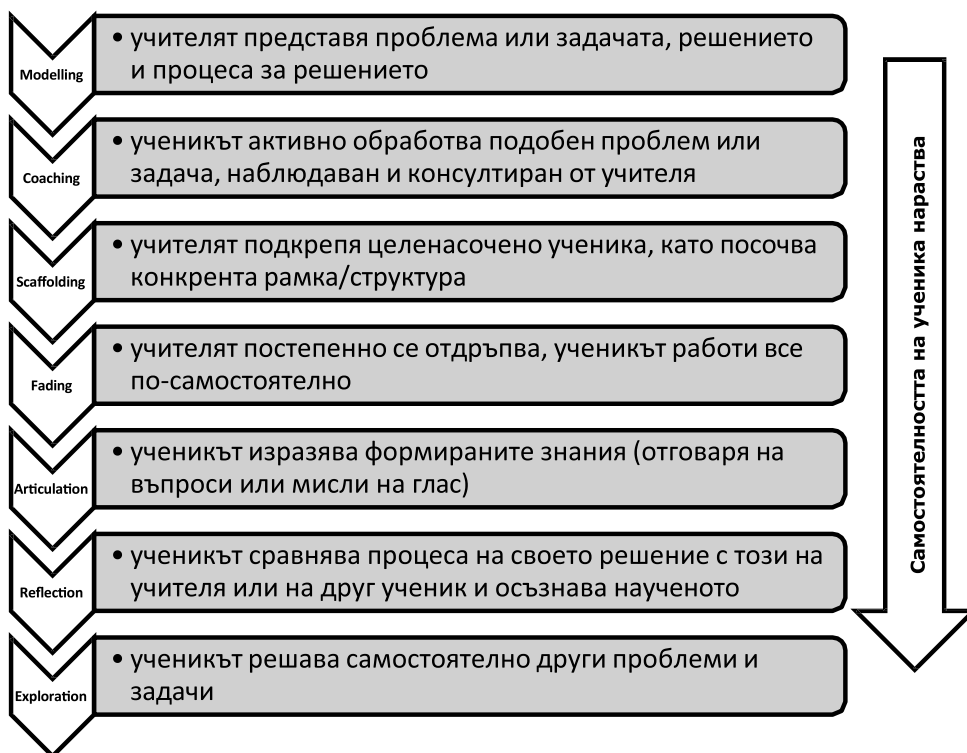 Modelling
• учителят представя проблема или задачата, решението
и процеса за решението
Coaching
• ученикът активно обработва подобен проблем или
задача, наблюдаван и консултиран от учителя
Scaffolding
• учителят подкрепя целенасочено ученика, като посочва
конкрента рамка/структура
Fading
• учителят постепенно се отдръпва, ученикът работи все
по-самостоятелно
Articulation
• ученикът изразява формираните знания (отговаря на
въпроси или мисли на глас)
Reflection
• ученикът сравнява процеса на своето решение с този на
учителя или на друг ученик и осъзнава наученото
Exploration
• ученикът решава самостоятелно други проблеми и
задачи
Самостоятелността на ученика нараства